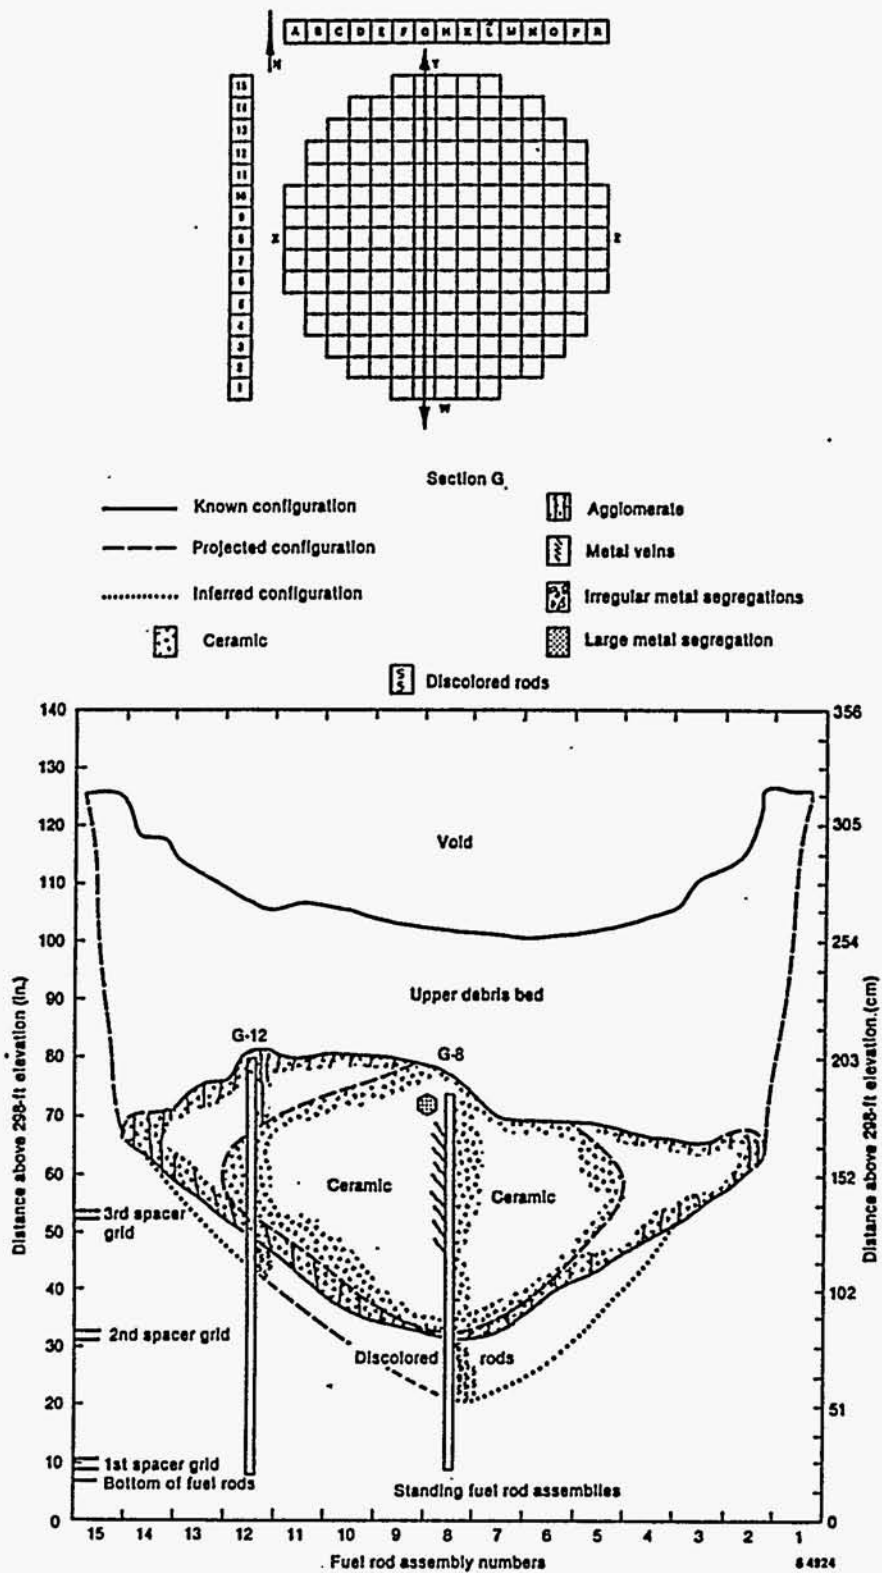 A B C D E F G H K L M N O P R
N
Y
15
14
13
12
11
10
9
8
7
6
5
4
3
2
1
X
Z
W
Section G
Known configuration
Agglomerate
Projected configuration
Metal veins
Inferred configuration
Irregular metal segregations
Ceramic
Large metal segregation
Discolored rods
140
130
120
110
100
90
80
70
60
50
40
30
20
10
0
Distance above 298-ft elevation (in.)
356
305
254
203
152
102
51
0
Distance above 298-ft elevation (cm)
Void
Upper debris bed
G-12
G-8
Ceramic
Ceramic
3rd spacer
grid
2nd spacer grid
Discolored rods
1st spacer grid
Bottom of fuel rods
Standing fuel rod assemblies
15 14 13 12 11 10 9 8 7 6 5 4 3 2 1
Fuel rod assembly numbers